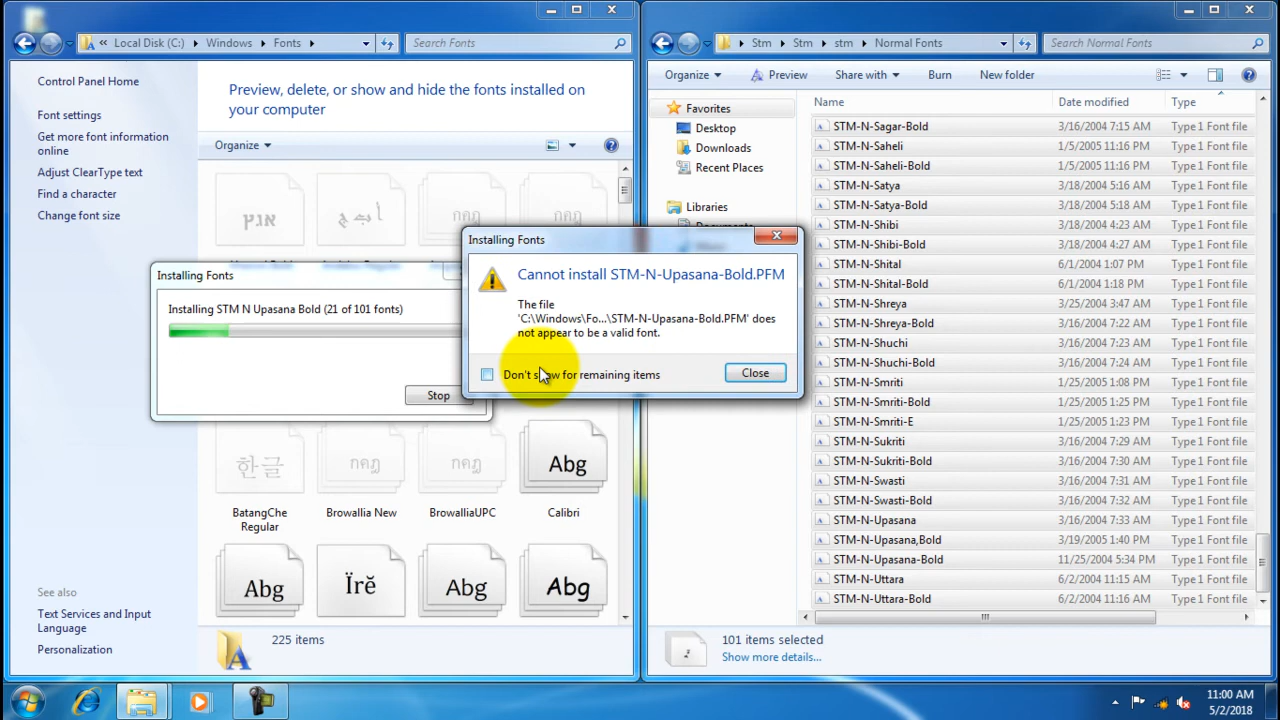 « Local Disk (C:) ▸ Windows ▸ Fonts ▸
Search Fonts
Control Panel Home
Font settings
Get more font information
online
Adjust ClearType text
Find a character
Change font size
See also
Text Services and Input
Language
Personalization
Preview, delete, or show and hide the fonts installed on
your computer
Organize
אבגץ
กคฎ
กคฎ
BatangChe
Regular
한글
Browallia New
กคฎ
BrowalliaUPC
กคฎ
Calibri
Abg
Abg
Ïrĕ
Abg
Abg
225 items
Installing Fonts
Installing STM N Upasana Bold (21 of 101 fonts)
Stop
Installing Fonts
Cannot install STM-N-Upasana-Bold.PFM
The file
'C:\Windows\Fo...\STM-N-Upasana-Bold.PFM' does
not appear to be a valid font.
Don't show for remaining items
Close
Stm ▸ Stm ▸ stm ▸ Normal Fonts
Search Normal Fonts
Organize Preview Share with Burn New folder
Favorites
Desktop
Downloads
Recent Places
Libraries
Name Date modified Type
STM-N-Sagar-Bold 3/16/2004 7:15 AM Type 1 Font file
STM-N-Saheli 1/5/2005 11:16 PM Type 1 Font file
STM-N-Saheli-Bold 1/5/2005 11:16 PM Type 1 Font file
STM-N-Satya 3/18/2004 5:16 AM Type 1 Font file
STM-N-Satya-Bold 3/18/2004 5:18 AM Type 1 Font file
STM-N-Shibi 3/18/2004 4:23 AM Type 1 Font file
STM-N-Shibi-Bold 3/18/2004 4:27 AM Type 1 Font file
STM-N-Shital 6/1/2004 1:07 PM Type 1 Font file
STM-N-Shital-Bold 6/1/2004 1:18 PM Type 1 Font file
STM-N-Shreya 3/25/2004 3:47 AM Type 1 Font file
STM-N-Shreya-Bold 3/18/2004 7:23 AM Type 1 Font file
STM-N-Shuchi 3/18/2004 7:27 AM Type 1 Font file
STM-N-Shuchi-Bold 3/18/2004 7:34 AM Type 1 Font file
STM-N-Smriti 1/25/2005 1:08 PM Type 1 Font file
STM-N-Smriti-Bold 1/25/2005 1:12 PM Type 1 Font file
STM-N-Smriti-E 1/25/2005 1:23 PM Type 1 Font file
STM-N-Sukriti 3/16/2004 7:29 AM Type 1 Font file
STM-N-Sukriti-Bold 3/16/2004 7:30 AM Type 1 Font file
STM-N-Swasti 3/16/2004 7:31 AM Type 1 Font file
STM-N-Swasti-Bold 3/16/2004 7:32 AM Type 1 Font file
STM-N-Upasana 3/16/2004 7:33 AM Type 1 Font file
STM-N-Upasana,Bold 3/19/2005 1:40 PM Type 1 Font file
STM-N-Upasana-Bold 11/25/2004 5:34 PM Type 1 Font file
STM-N-Uttara 6/2/2004 11:15 AM Type 1 Font file
STM-N-Uttara-Bold 6/2/2004 11:16 AM Type 1 Font file
101 items selected
Show more details...
11:00 AM
5/2/2018